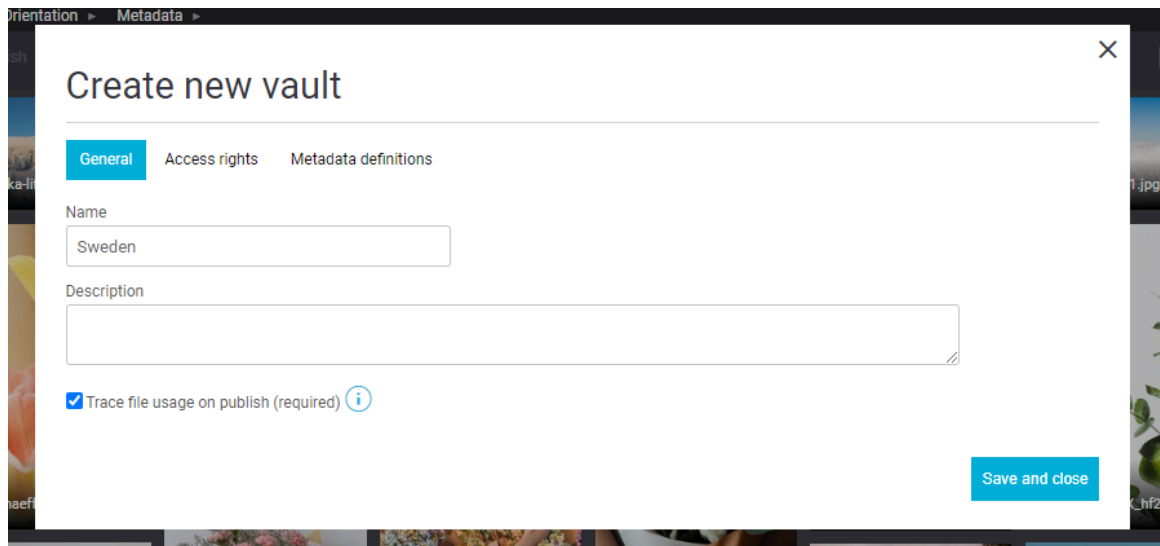 Orientation ▸ Metadata ▸
Create new vault
General Access rights Metadata definitions
Name
Sweden
Description
Trace file usage on publish (required) i
Save and close